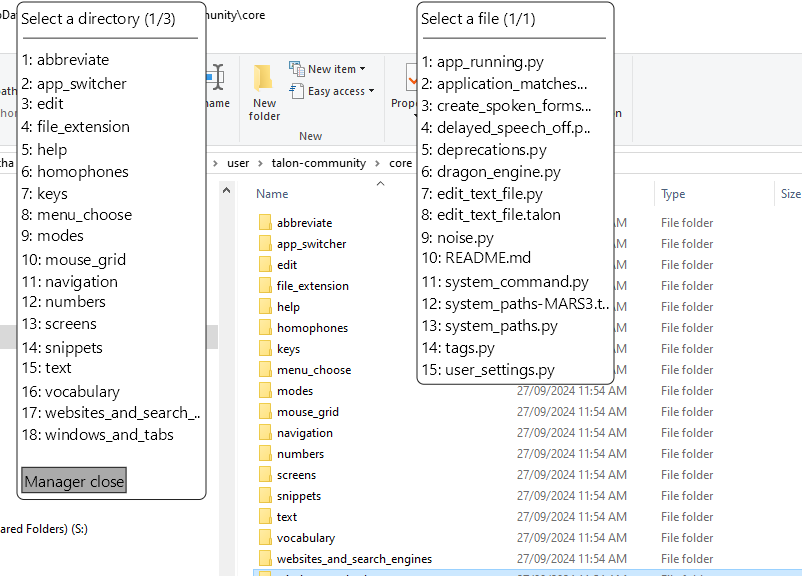 Select a directory (1/3)
1: abbreviate
2: app_switcher
3: edit
4: file_extension
5: help
6: homophones
7: keys
8: menu_choose
9: modes
10: mouse_grid
11: navigation
12: numbers
13: screens
14: snippets
15: text
16: vocabulary
17: websites_and_search_..
18: windows_and_tabs
Manager close
Select a file (1/1)
1: app_running.py
2: application_matches...
3: create_spoken_forms...
4: delayed_speech_off.p..
5: deprecations.py
6: dragon_engine.py
7: edit_text_file.py
8: edit_text_file.talon
9: noise.py
10: README.md
11: system_command.py
12: system_paths-MARS3.t..
13: system_paths.py
14: tags.py
15: user_settings.py
munity\core
New item
Easy access
New
folder
New
user > talon-community > core
Name Type Size
abbreviate AM File folder
app_switcher AM File folder
edit AM File folder
file_extension AM File folder
help AM File folder
homophones AM File folder
keys AM File folder
menu_choose AM File folder
modes 27/09/2024 11:54 AM File folder
mouse_grid 27/09/2024 11:54 AM File folder
navigation 27/09/2024 11:54 AM File folder
numbers 27/09/2024 11:54 AM File folder
screens 27/09/2024 11:54 AM File folder
snippets 27/09/2024 11:54 AM File folder
text 27/09/2024 11:54 AM File folder
vocabulary 27/09/2024 11:54 AM File folder
websites_and_search_engines 27/09/2024 11:54 AM File folder
ared Folders) (S:)